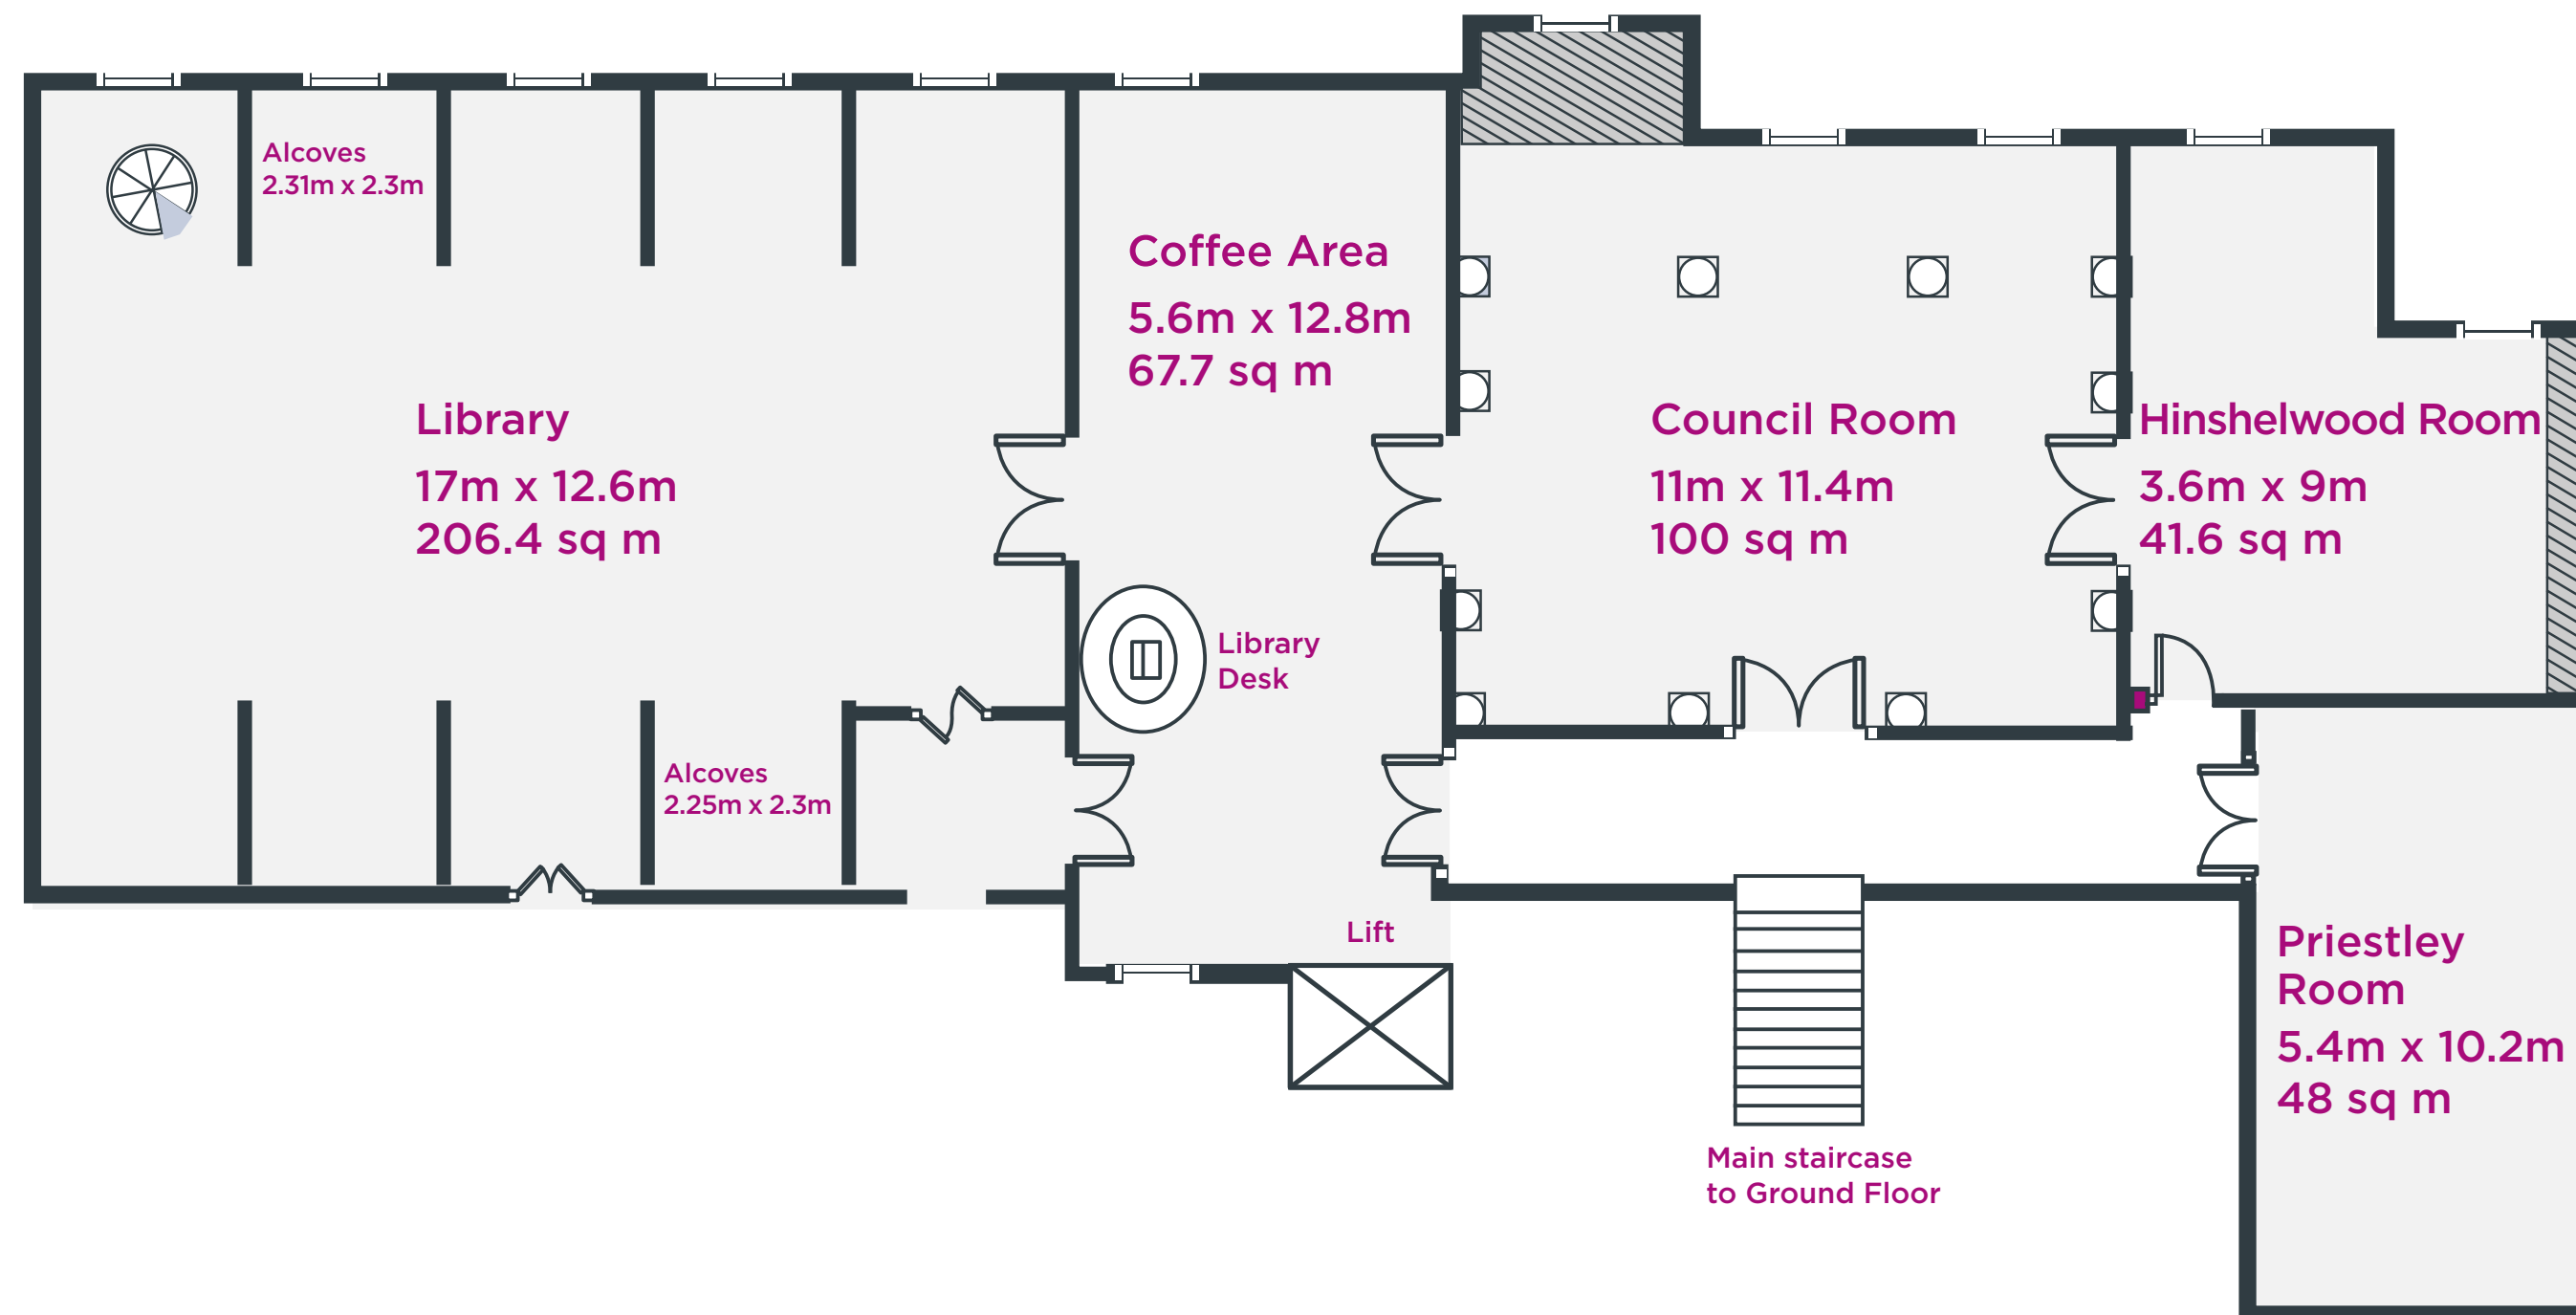 Alcoves
2.31m x 2.3m
Library
17m x 12.6m
206.4 sq m
Alcoves
2.25m x 2.3m
Coffee Area
5.6m x 12.8m
67.7 sq m
Library
Desk
Lift
Council Room
11m x 11.4m
100 sq m
Main staircase
to Ground Floor
Hinshelwood Room
3.6m x 9m
41.6 sq m
Priestley
Room
5.4m x 10.2m
48 sq m